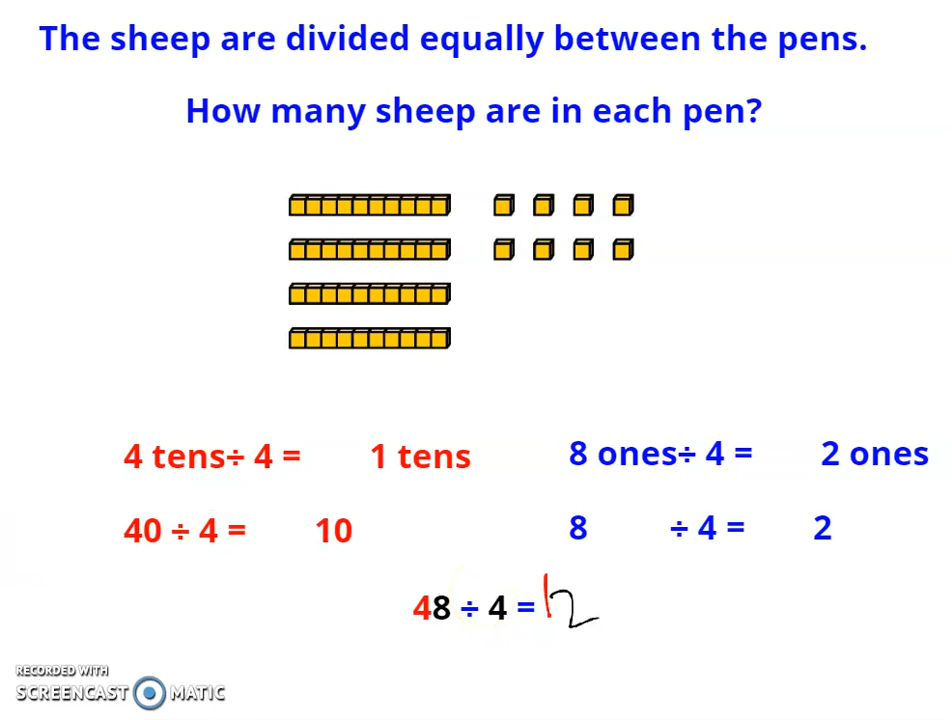 The sheep are divided equally between the pens.
How many sheep are in each pen?
4 tens÷ 4 = 1 tens
8 ones÷ 4 = 2 ones
40 ÷ 4 = 10
8 ÷ 4 = 2
48 ÷ 4 = 12
RECORDED WITH
SCREENCAST MATIC